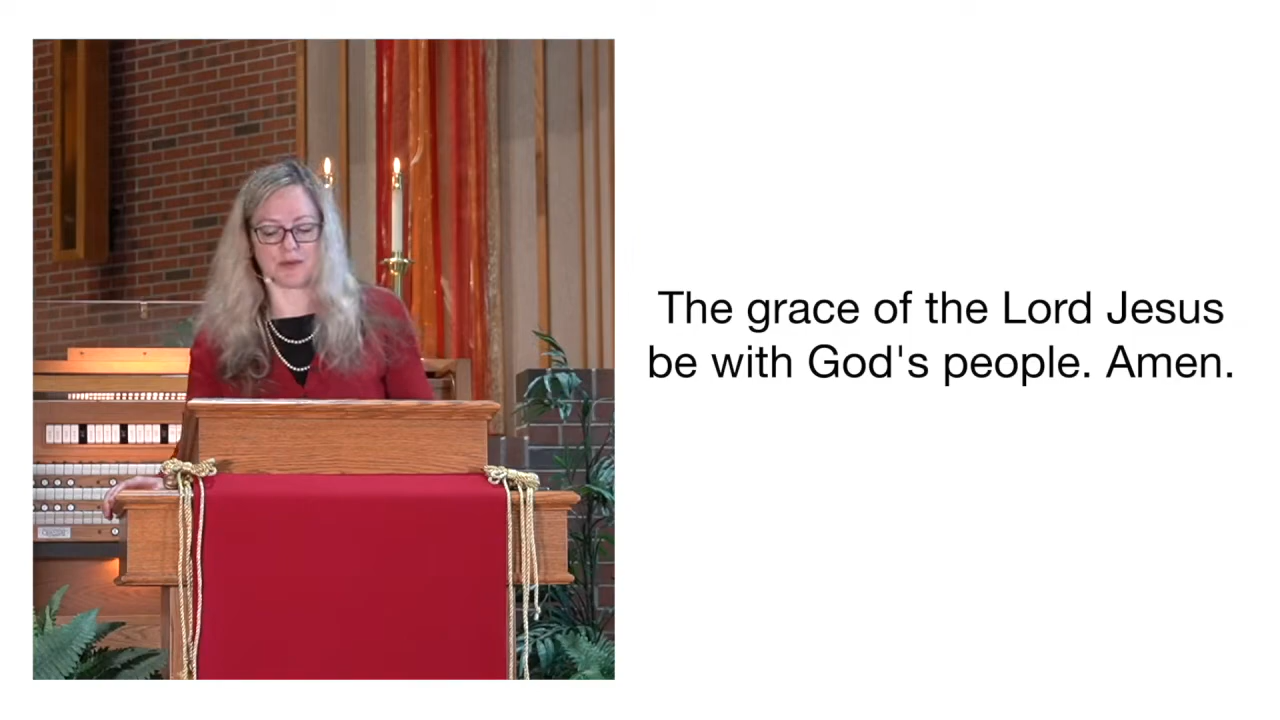 The grace of the Lord Jesus
be with God's people. Amen.